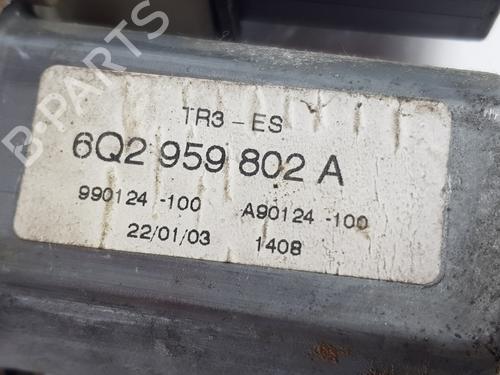 TR3 - ES
6Q2 959 802 A
990124 -100 A90124 -100
22/01/03 1408
B-PARTS